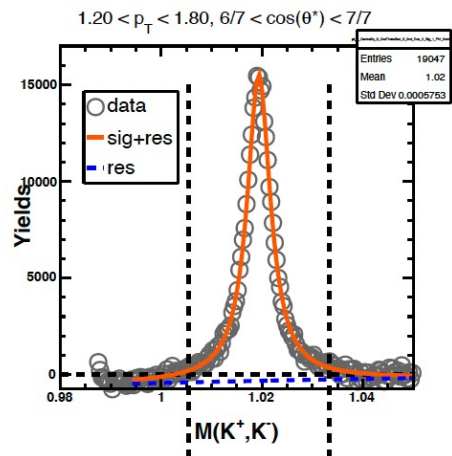 1.20 < pT < 1.80, 6/7 < cos(θ*) < 7/7
Entries 19047
Mean 1.02
Std Dev 0.0005753
15000
data
sig+res
res
10000
Yields
5000
0
0.98 1 1.02 1.04
M(K⁺,K⁻)